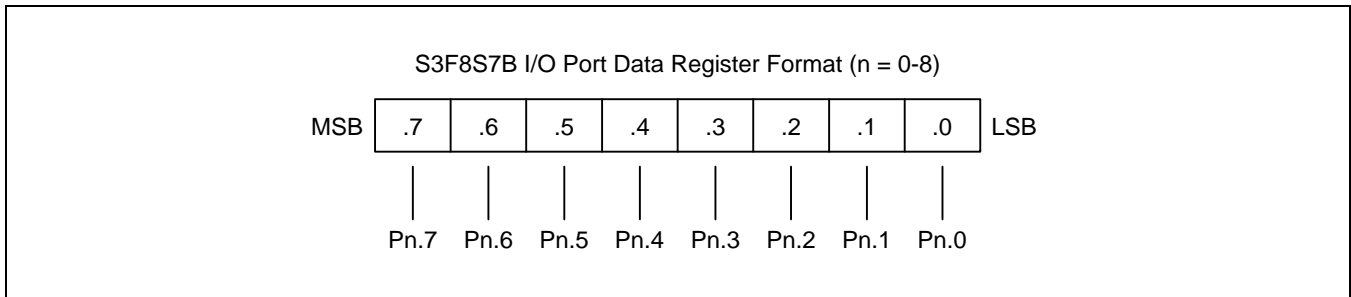 S3F8S7B I/O Port Data Register Format (n = 0-8)
MSB .7 .6 .5 .4 .3 .2 .1 .0 LSB
Pn.7 Pn.6 Pn.5 Pn.4 Pn.3 Pn.2 Pn.1 Pn.0